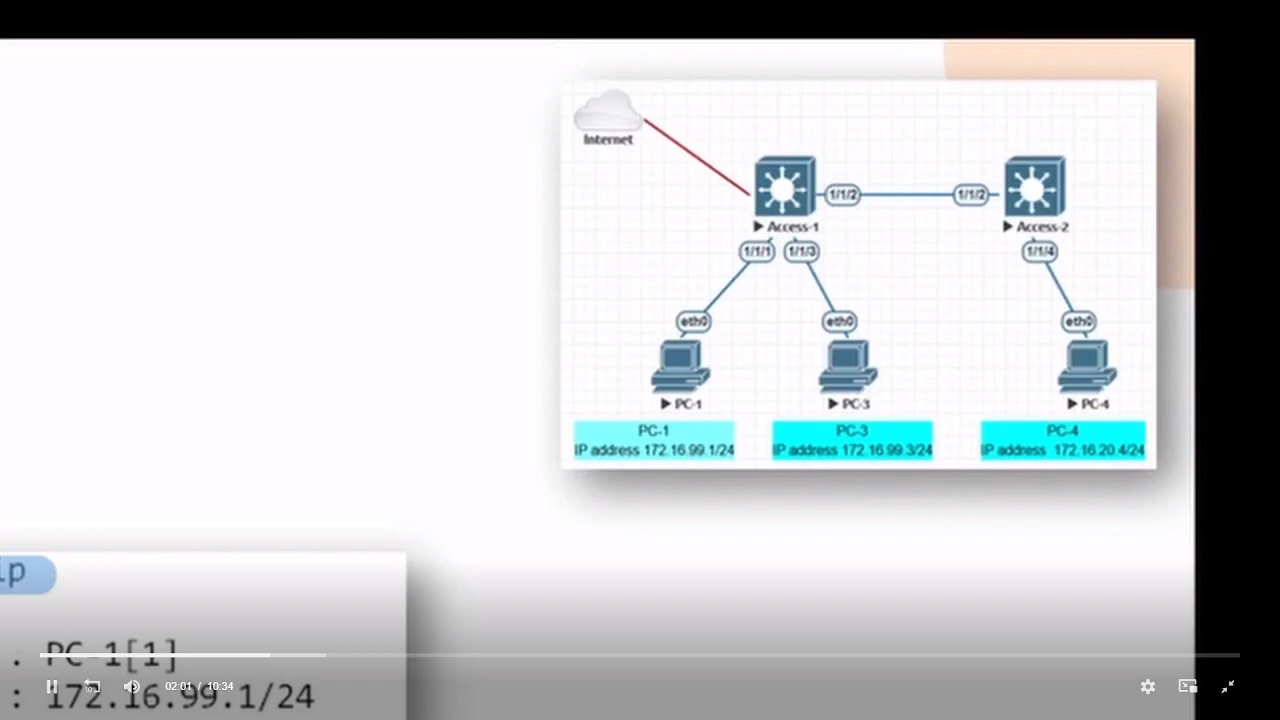 Internet
1/1/2
1/1/2
Access-1
Access-2
1/1/1
1/1/3
1/1/4
eth0
eth0
eth0
PC-1
PC-3
PC-4
PC-1
IP address 172.16.99.1/24
PC-3
IP address 172.16.99.3/24
PC-4
IP address 172.16.20.4/24
ip
: PC-1[1]
: 172.16.99.1/24
02:01 / 10:34